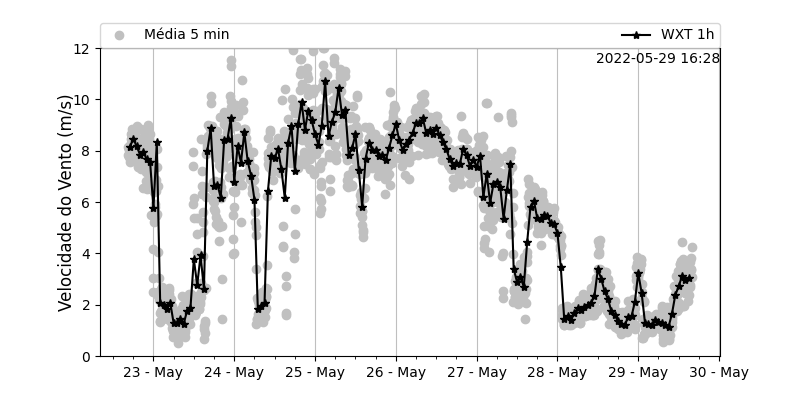 Média 5 min
WXT 1h
2022-05-29 16:28
Velocidade do Vento (m/s)
12
10
8
6
4
2
0
23 - May
24 - May
25 - May
26 - May
27 - May
28 - May
29 - May
30 - May